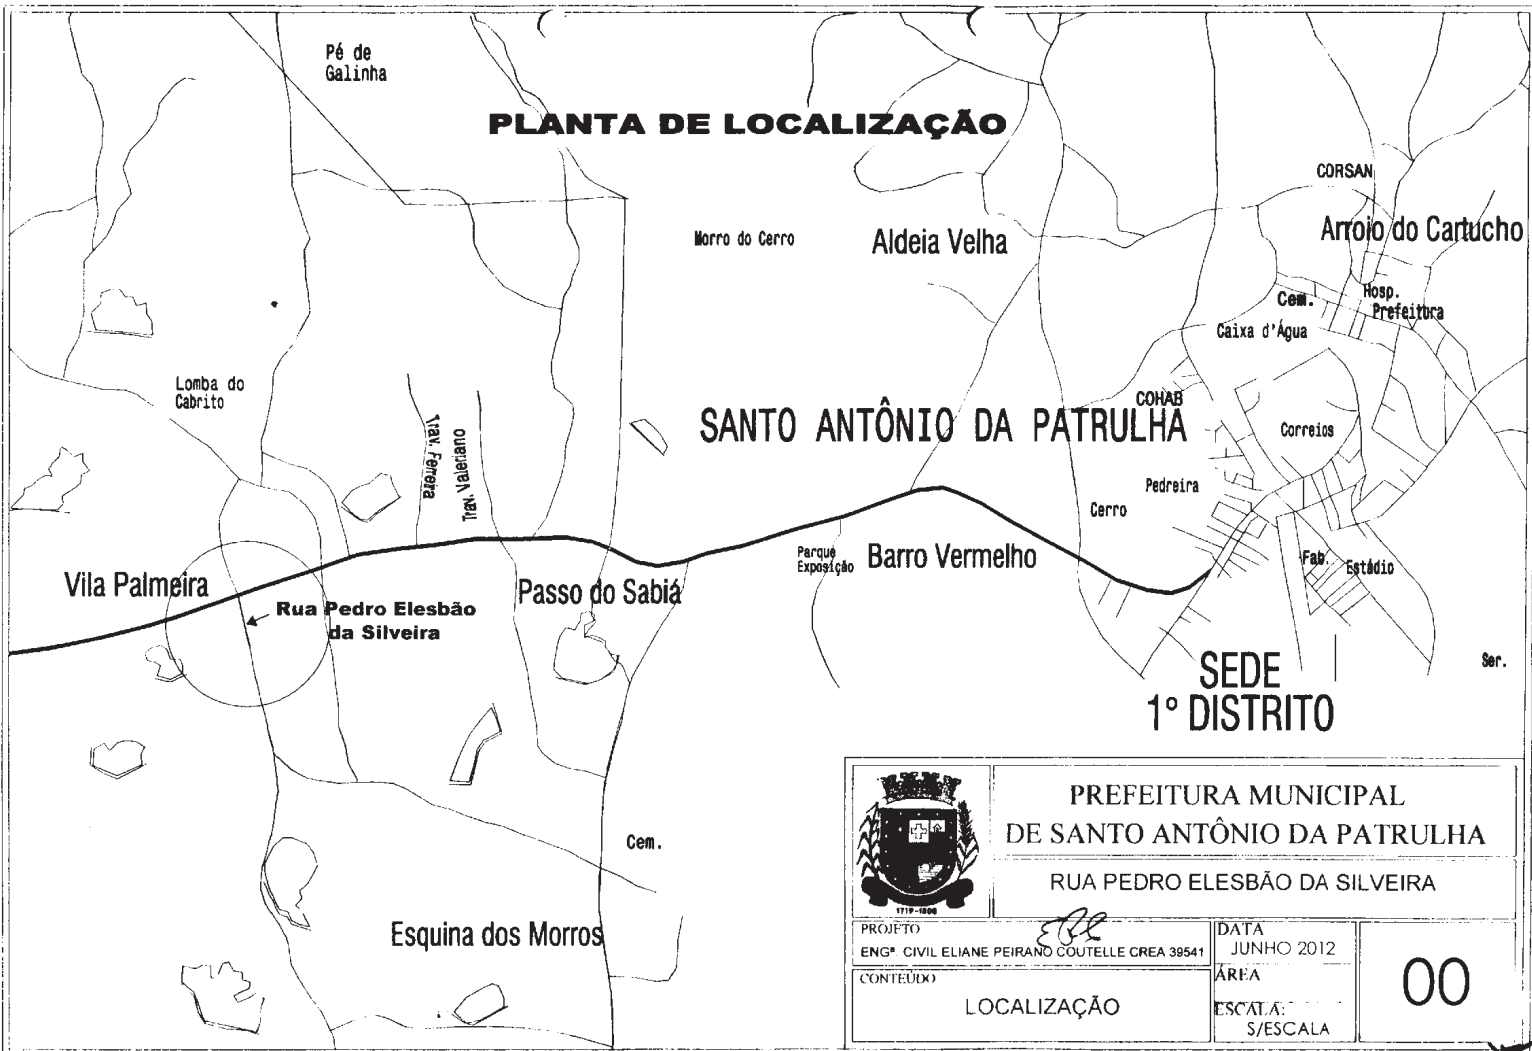 Pé de
Galinha
PLANTA DE LOCALIZAÇÃO
CORSAN
Morro do Cerro
Aldeia Velha
Arroio do Cartucho
Cem.
Hosp.
Prefeitura
Caixa d'Água
Lomba do
Cabrito
COHAB
SANTO ANTÔNIO DA PATRULHA
Correios
Trav. Ferreira
Trav. Valeriano
Pedreira
Cerro
Vila Palmeira
Passo do Sabiá
Parque
Exposição
Barro Vermelho
Fab.
Estádio
Rua Pedro Elesbão
da Silveira
SEDE
1º DISTRITO
Ser.
Cem.
Esquina dos Morros
1719-1808
PREFEITURA MUNICIPAL
DE SANTO ANTÔNIO DA PATRULHA
RUA PEDRO ELESBÃO DA SILVEIRA
PROJETO
ENGª. CIVIL ELIANE PEIRANO COUTELLE CREA 39541
DATA
JUNHO 2012
CONTEÚDO
LOCALIZAÇÃO
ÁREA
ESCALA:
S/ESCALA
00